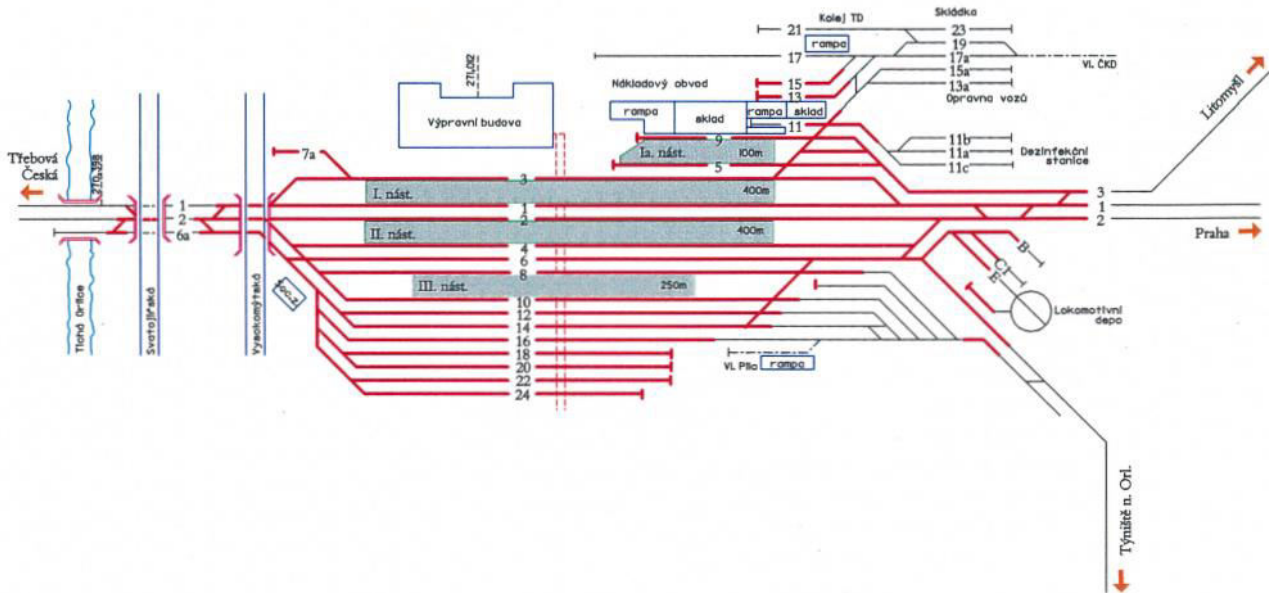 21
Kolej TD
Skládka
23
rampa
19
17
17a
VL ČKD
15
15a
13
13a
Opravna vozů
Nákladový obvod
rampa
sklad
rampa
sklad
11
11b
11a
11c
Dezinfekční
stanice
271,012
Výpravní budova
9
Ia. nást.
100m
5
Litomyšl
Třebová
Česká
276,398
7a
3
I. nást.
400m
3
1
1
1
2
2
2
6a
II. nást.
400m
Praha
4
6
8
III. nást.
250m
10
12
14
16
18
20
22
24
B
C
E
Lokomotivní
depo
VL Pila
rampa
Tichá Orlice
Svatojiřská
Vysokomýtská
Týniště n. Orl.